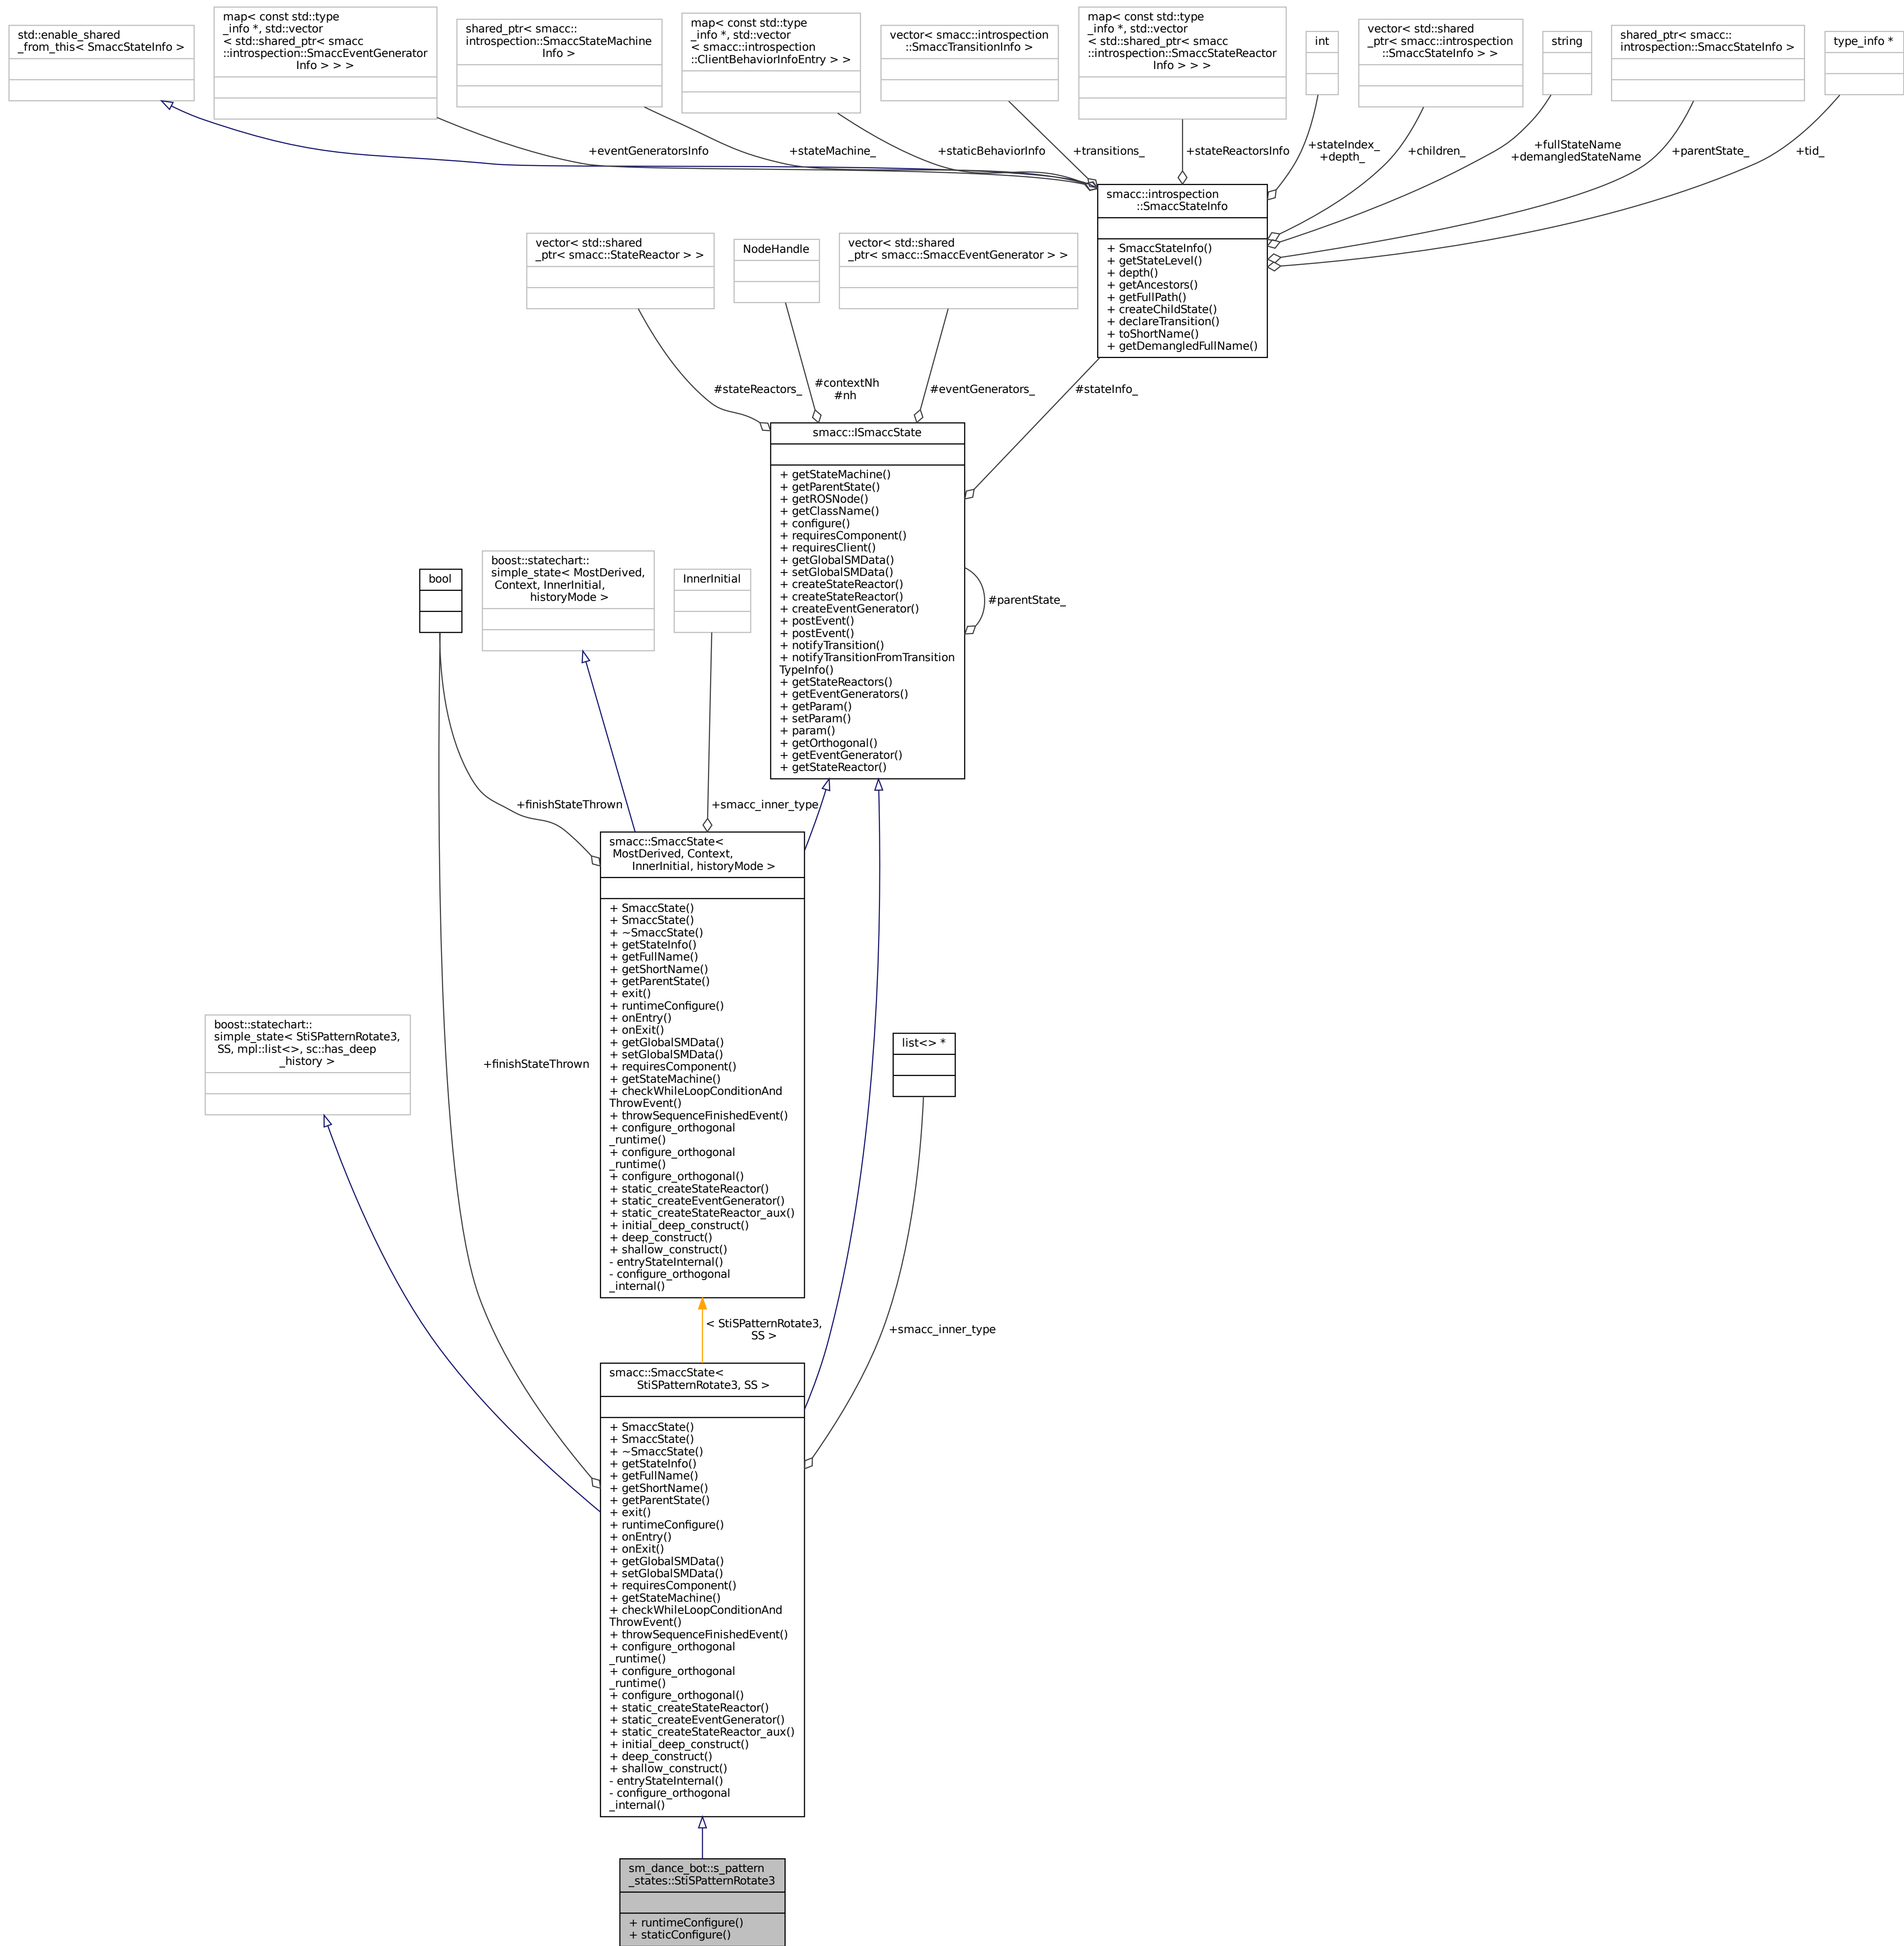 std::enable_shared
_from_this< SmaccStateInfo >
map< const std::type
_info *, std::vector
< std::shared_ptr< smacc
::introspection::SmaccEventGenerator
Info > > >
shared_ptr< smacc::
introspection::SmaccStateMachine
Info >
map< const std::type
_info *, std::vector
< smacc::introspection
::ClientBehaviorInfoEntry > >
vector< smacc::introspection
::SmaccTransitionInfo >
map< const std::type
_info *, std::vector
< std::shared_ptr< smacc
::introspection::SmaccStateReactor
Info > > >
int
vector< std::shared
_ptr< smacc::introspection
::SmaccStateInfo > >
string
shared_ptr< smacc::
introspection::SmaccStateInfo >
type_info *
+eventGeneratorsInfo
+stateMachine_
+staticBehaviorInfo
+transitions_
+stateReactorsInfo
+stateIndex_
+depth_
+children_
+fullStateName
+demangledStateName
+parentState_
+tid_
smacc::introspection
::SmaccStateInfo
+ SmaccStateInfo()
+ getStateLevel()
+ depth()
+ getAncestors()
+ getFullPath()
+ createChildState()
+ declareTransition()
+ toShortName()
+ getDemangledFullName()
vector< std::shared
_ptr< smacc::StateReactor > >
NodeHandle
vector< std::shared
_ptr< smacc::SmaccEventGenerator > >
#stateReactors_
#contextNh
#nh
#eventGenerators_
#stateInfo_
smacc::ISmaccState
+ getStateMachine()
+ getParentState()
+ getROSNode()
+ getClassName()
+ configure()
+ requiresComponent()
+ requiresClient()
+ getGlobalSMData()
+ setGlobalSMData()
+ createStateReactor()
+ createStateReactor()
+ createEventGenerator()
+ postEvent()
+ postEvent()
+ notifyTransition()
+ notifyTransitionFromTransition
TypeInfo()
+ getStateReactors()
+ getEventGenerators()
+ getParam()
+ setParam()
+ param()
+ getOrthogonal()
+ getEventGenerator()
+ getStateReactor()
#parentState_
bool
boost::statechart::
simple_state< MostDerived,
Context, InnerInitial,
historyMode >
InnerInitial
+finishStateThrown
+smacc_inner_type
smacc::SmaccState<
MostDerived, Context,
InnerInitial, historyMode >
+ SmaccState()
+ SmaccState()
+ ~SmaccState()
+ getStateInfo()
+ getFullName()
+ getShortName()
+ getParentState()
+ exit()
+ runtimeConfigure()
+ onEntry()
+ onExit()
+ getGlobalSMData()
+ setGlobalSMData()
+ requiresComponent()
+ getStateMachine()
+ checkWhileLoopConditionAnd
ThrowEvent()
+ throwSequenceFinishedEvent()
+ configure_orthogonal
_runtime()
+ configure_orthogonal
_runtime()
+ configure_orthogonal()
+ static_createStateReactor()
+ static_createEventGenerator()
+ static_createStateReactor_aux()
+ initial_deep_construct()
+ deep_construct()
+ shallow_construct()
- entryStateInternal()
- configure_orthogonal
_internal()
boost::statechart::
simple_state< StiSPatternRotate3,
SS, mpl::list<>, sc::has_deep
_history >
+finishStateThrown
list<> *
< StiSPatternRotate3,
SS >
+smacc_inner_type
smacc::SmaccState<
StiSPatternRotate3, SS >
+ SmaccState()
+ SmaccState()
+ ~SmaccState()
+ getStateInfo()
+ getFullName()
+ getShortName()
+ getParentState()
+ exit()
+ runtimeConfigure()
+ onEntry()
+ onExit()
+ getGlobalSMData()
+ setGlobalSMData()
+ requiresComponent()
+ getStateMachine()
+ checkWhileLoopConditionAnd
ThrowEvent()
+ throwSequenceFinishedEvent()
+ configure_orthogonal
_runtime()
+ configure_orthogonal
_runtime()
+ configure_orthogonal()
+ static_createStateReactor()
+ static_createEventGenerator()
+ static_createStateReactor_aux()
+ initial_deep_construct()
+ deep_construct()
+ shallow_construct()
- entryStateInternal()
- configure_orthogonal
_internal()
sm_dance_bot::s_pattern
_states::StiSPatternRotate3
+ runtimeConfigure()
+ staticConfigure()